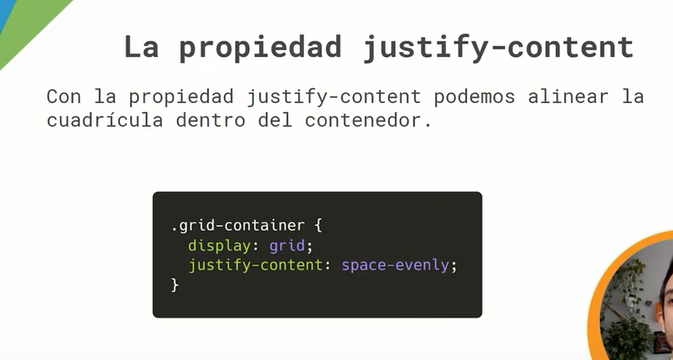 La propiedad justify-content
Con la propiedad justify-content podemos alinear la
cuadrícula dentro del contenedor.
.grid-container {
  display: grid;
  justify-content: space-evenly;
}